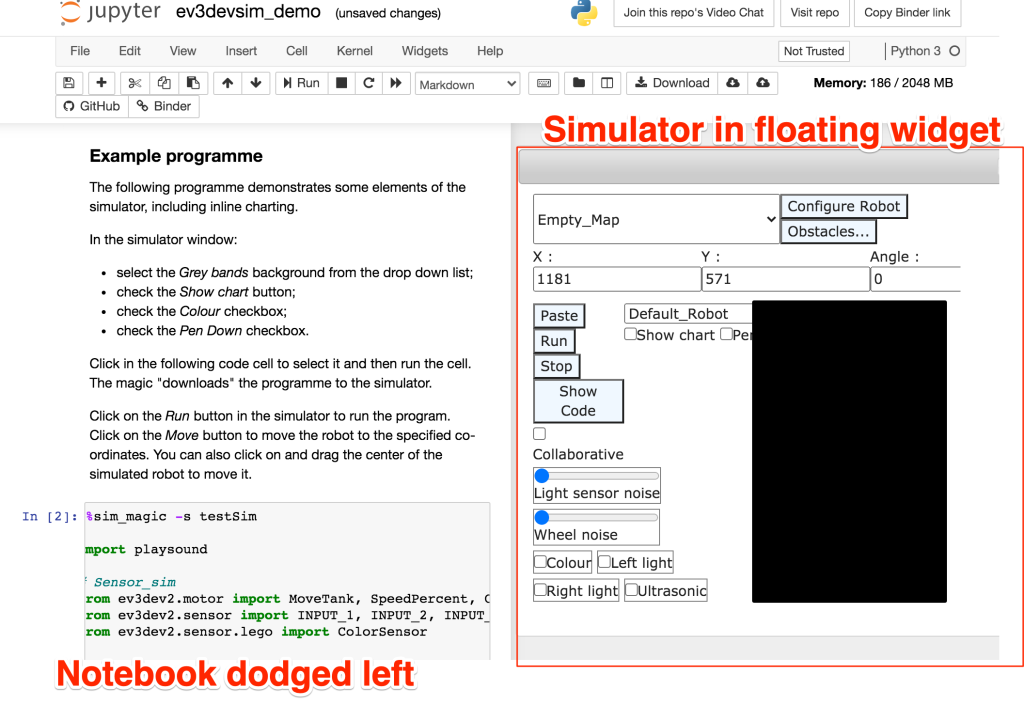 jupyter ev3devsim_demo (unsaved changes)
Join this repo's Video Chat Visit repo Copy Binder link
File Edit View Insert Cell Kernel Widgets Help
Not Trusted Python 3
Run Markdown Download Memory: 186 / 2048 MB
GitHub Binder
Simulator in floating widget
Example programme
The following programme demonstrates some elements of the
simulator, including inline charting.
In the simulator window:
select the Grey bands background from the drop down list;
check the Show chart button;
check the Colour checkbox;
check the Pen Down checkbox.
Click in the following code cell to select it and then run the cell.
The magic "downloads" the programme to the simulator.
Click on the Run button in the simulator to run the program.
Click on the Move button to move the robot to the specified co-
ordinates. You can also click on and drag the center of the
simulated robot to move it.
In [2]: %sim_magic -s testSim
mport playsound
Sensor_sim
rom ev3dev2.motor import MoveTank, SpeedPercent,
rom ev3dev2.sensor import INPUT_1, INPUT_2, INPUT_
rom ev3dev2.sensor.lego import ColorSensor
Notebook dodged left
Empty_Map
Configure Robot
Obstacles...
X : Y : Angle :
1181 571 0
Paste
Run
Stop
Show
Code
Default_Robot
Show chart Per
Collaborative
Light sensor noise
Wheel noise
Colour Left light
Right light Ultrasonic